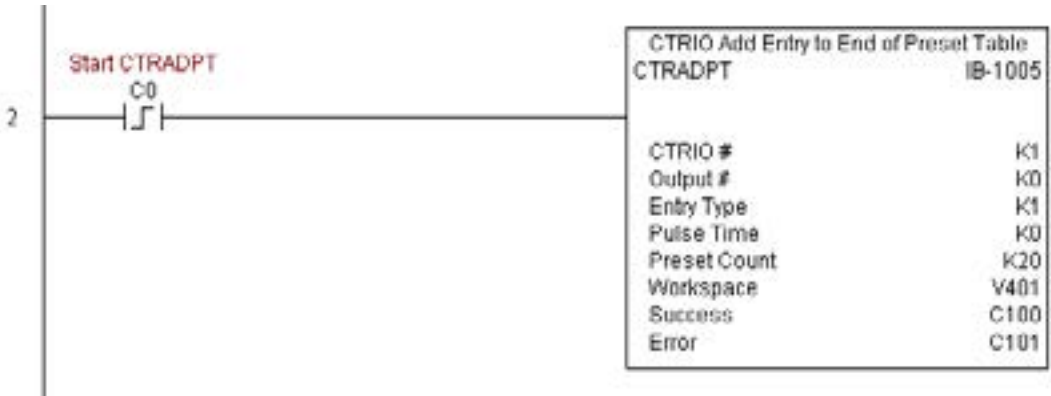 Start CTRADPT
C0
2
CTRIO Add Entry to End of Preset Table
CTRADPT IB-1005
CTRIO # K1
Output # K0
Entry Type K1
Pulse Time K0
Preset Count K20
Workspace V401
Success C100
Error C101